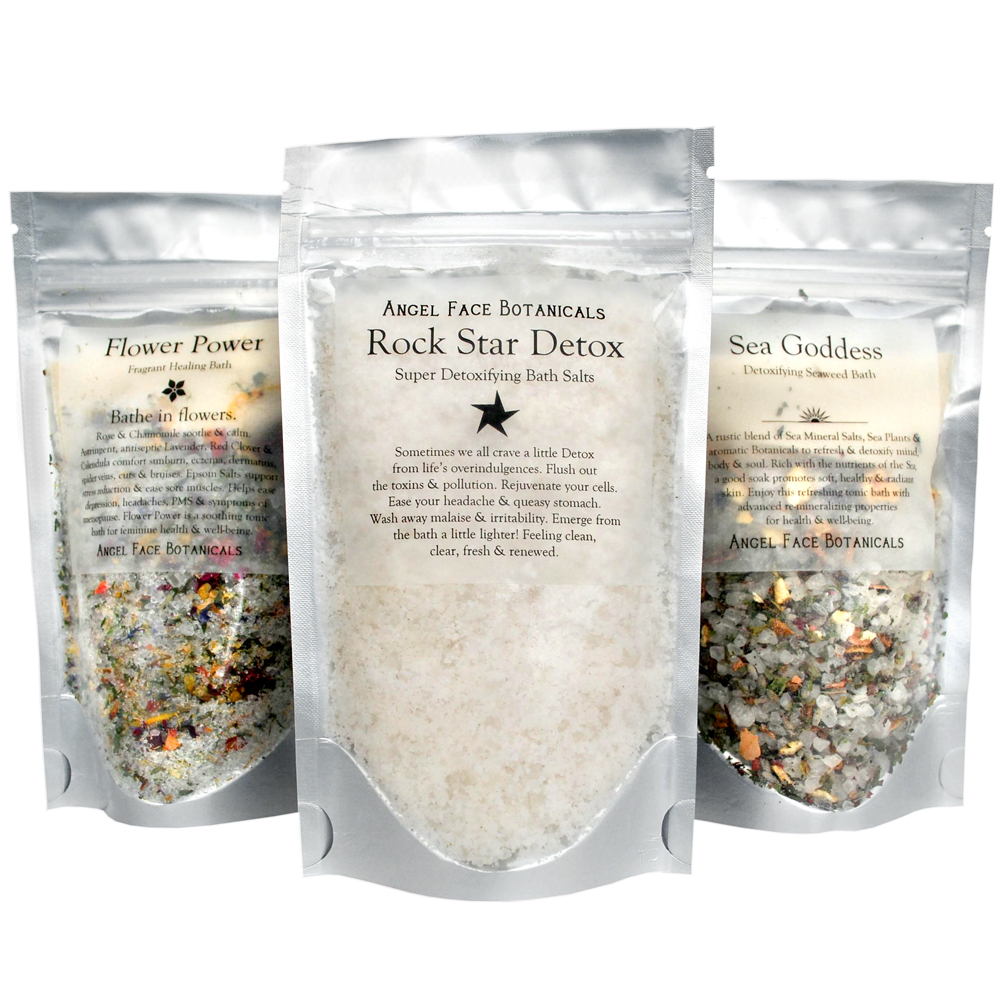 Flower Power
Fragrant Healing Bath
Bathe in flowers.
Rose & Chamomile soothe & calm.
Astringent, antiseptic Lavender, Red Clover &
Calendula comfort sunburn, eczema, dermatitis,
spider veins, cuts & bruises. Epsom Salts support
stress reduction & ease sore muscles. Helps ease
depression, headaches, PMS & symptoms of
menopause. Flower Power is a soothing tonic
bath for feminine health & well-being.
ANGEL FACE BOTANICALS
ANGEL FACE BOTANICALS
Rock Star Detox
Super Detoxifying Bath Salts
Sometimes we all crave a little Detox
from life's overindulgences. Flush out
the toxins & pollution. Rejuvenate your cells.
Ease your headache & queasy stomach.
Wash away malaise & irritability. Emerge from
the bath a little lighter! Feeling clean,
clear, fresh & renewed.
Sea Goddess
Detoxifying Seaweed Bath
A rustic blend of Sea Mineral Salts, Sea Plants &
aromatic Botanicals to refresh & detoxify mind,
body & soul. Rich with the nutrients of the Sea,
a good soak promotes soft, healthy & radiant
skin. Enjoy this refreshing tonic bath with
advanced re-mineralizing properties
for health & well-being.
ANGEL FACE BOTANICALS